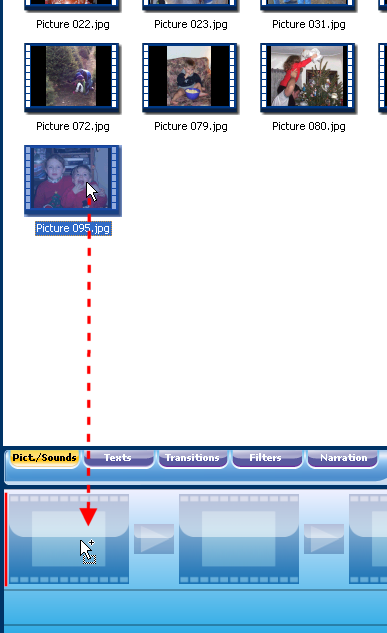 Picture 022.jpg Picture 023.jpg Picture 031.jpg
Picture 072.jpg Picture 079.jpg Picture 080.jpg
Picture 095.jpg
Pict./Sounds Texts Transitions Filters Narration